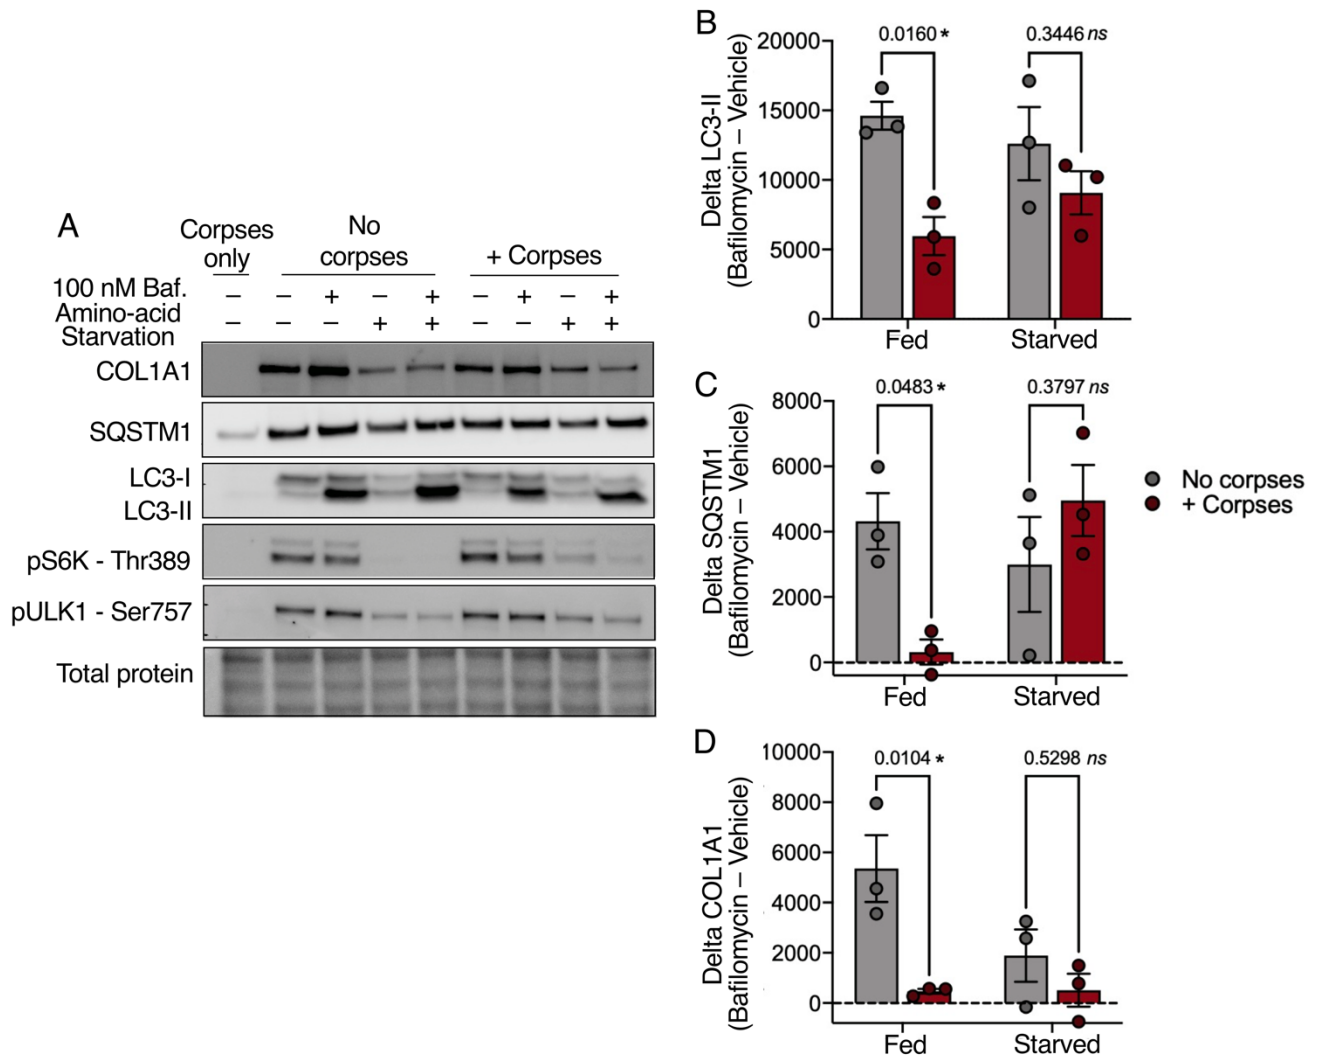 A
Corpses
only
No
corpses
+ Corpses
100 nM Baf.
– – + – + – + – +
Amino-acid
Starvation
– – – + + – – + +
COL1A1
SQSTM1
LC3-I
LC3-II
pS6K - Thr389
pULK1 - Ser757
Total protein
B
Delta LC3-II
(Bafilomycin – Vehicle)
20000
15000
10000
5000
0
0.0160 *
0.3446 ns
Fed
Starved
C
Delta SQSTM1
(Bafilomycin – Vehicle)
8000
6000
4000
2000
0
0.0483 *
0.3797 ns
Fed
Starved
No corpses
+ Corpses
D
Delta COL1A1
(Bafilomycin – Vehicle)
10000
8000
6000
4000
2000
0
0.0104 *
0.5298 ns
Fed
Starved